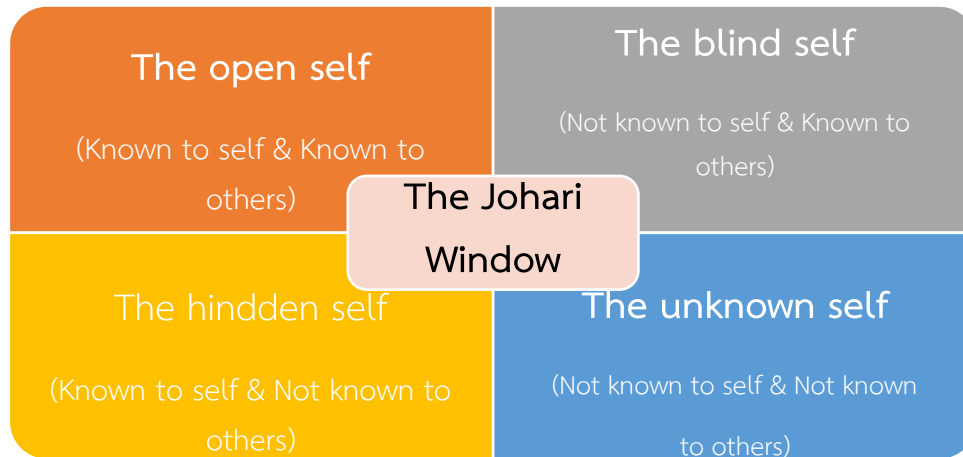 The open self
(Known to self & Known to
others)
The blind self
(Not known to self & Known to
others)
The Johari
Window
The hindden self
(Known to self & Not known to
others)
The unknown self
(Not known to self & Not known
to others)